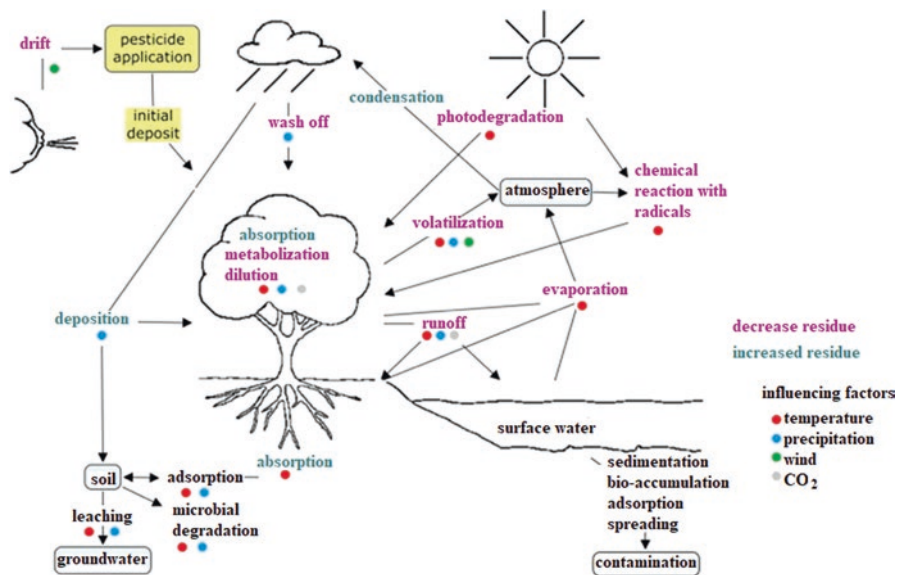 drift
pesticide
application
initial
deposit
condensation
wash off
photodegradation
chemical
reaction with
radicals
atmosphere
volatilization
absorption
metabolization
dilution
evaporation
deposition
runoff
decrease residue
increased residue
influencing factors
temperature
precipitation
wind
CO₂
surface water
absorption
soil
adsorption
microbial
degradation
leaching
groundwater
sedimentation
bio-accumulation
adsorption
spreading
contamination